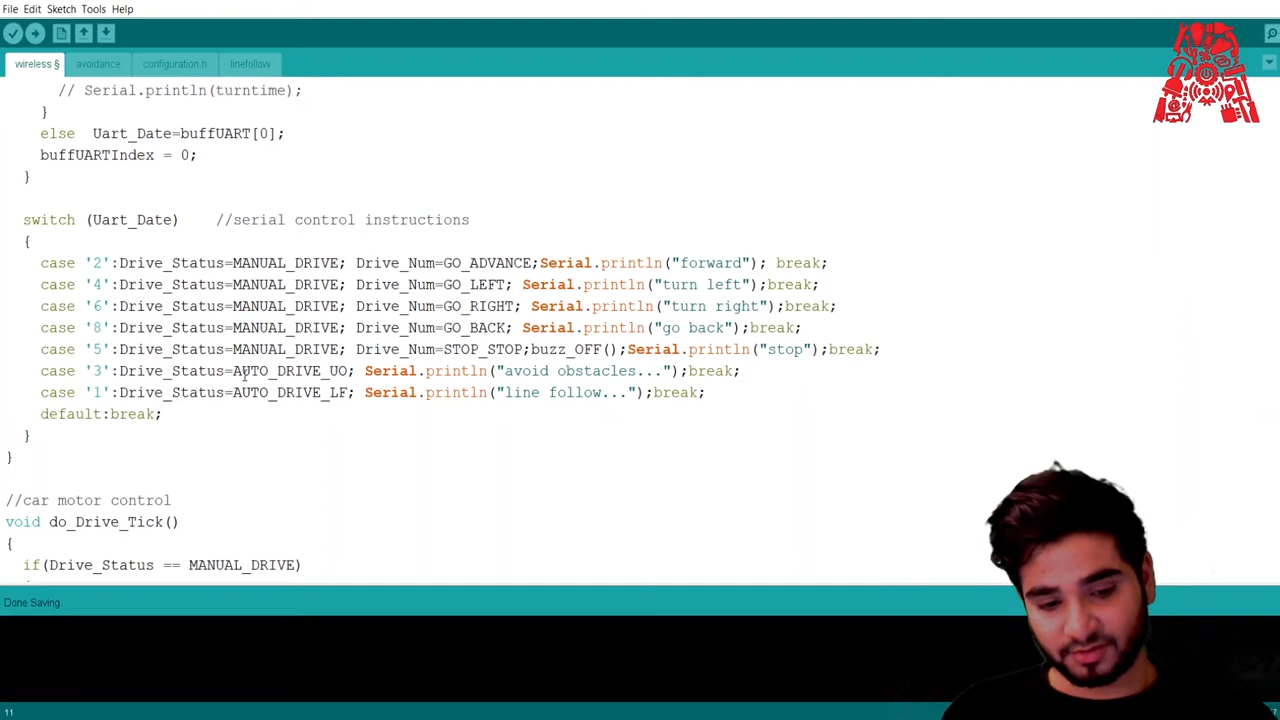 File Edit Sketch Tools Help
wireless § avoidance configuration.h linefollow
// Serial.println(turntime);
}
else Uart_Date=buffUART[0];
buffUARTIndex = 0;
}
switch (Uart_Date) //serial control instructions
{
case '2':Drive_Status=MANUAL_DRIVE; Drive_Num=GO_ADVANCE;Serial.println("forward"); break;
case '4':Drive_Status=MANUAL_DRIVE; Drive_Num=GO_LEFT; Serial.println("turn left");break;
case '6':Drive_Status=MANUAL_DRIVE; Drive_Num=GO_RIGHT; Serial.println("turn right");break;
case '8':Drive_Status=MANUAL_DRIVE; Drive_Num=GO_BACK; Serial.println("go back");break;
case '5':Drive_Status=MANUAL_DRIVE; Drive_Num=STOP_STOP;buzz_OFF();Serial.println("stop");break;
case '3':Drive_Status=AUTO_DRIVE_UO; Serial.println("avoid obstacles...");break;
case '1':Drive_Status=AUTO_DRIVE_LF; Serial.println("line follow...");break;
default:break;
}
}
//car motor control
void do_Drive_Tick()
{
if(Drive_Status == MANUAL_DRIVE)
Done Saving.
11